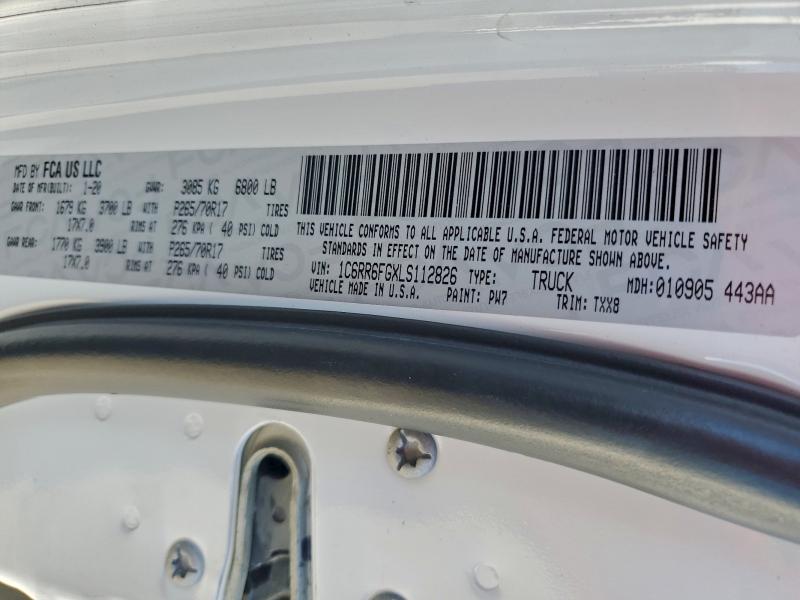 MFD BY FCA US LLC
DATE OF MFR(BUILT): 1-20 GVWR: 3085 KG 6800 LB
GAWR FRONT: 1679 KG 3700 LB WITH P265/70R17 TIRES
17X7.0 RIMS AT 276 KPA ( 40 PSI) COLD
GAWR REAR: 1770 KG 3900 LB WITH P265/70R17 TIRES
17X7.0 RIMS AT 276 KPA ( 40 PSI) COLD
THIS VEHICLE CONFORMS TO ALL APPLICABLE U.S.A. FEDERAL MOTOR VEHICLE SAFETY
STANDARDS IN EFFECT ON THE DATE OF MANUFACTURE SHOWN ABOVE.
VIN: 1C6RR6FGXLS112826 TYPE: TRUCK MDH: 010905 443AA
VEHICLE MADE IN U.S.A. PAINT: PW7 TRIM: TXX8